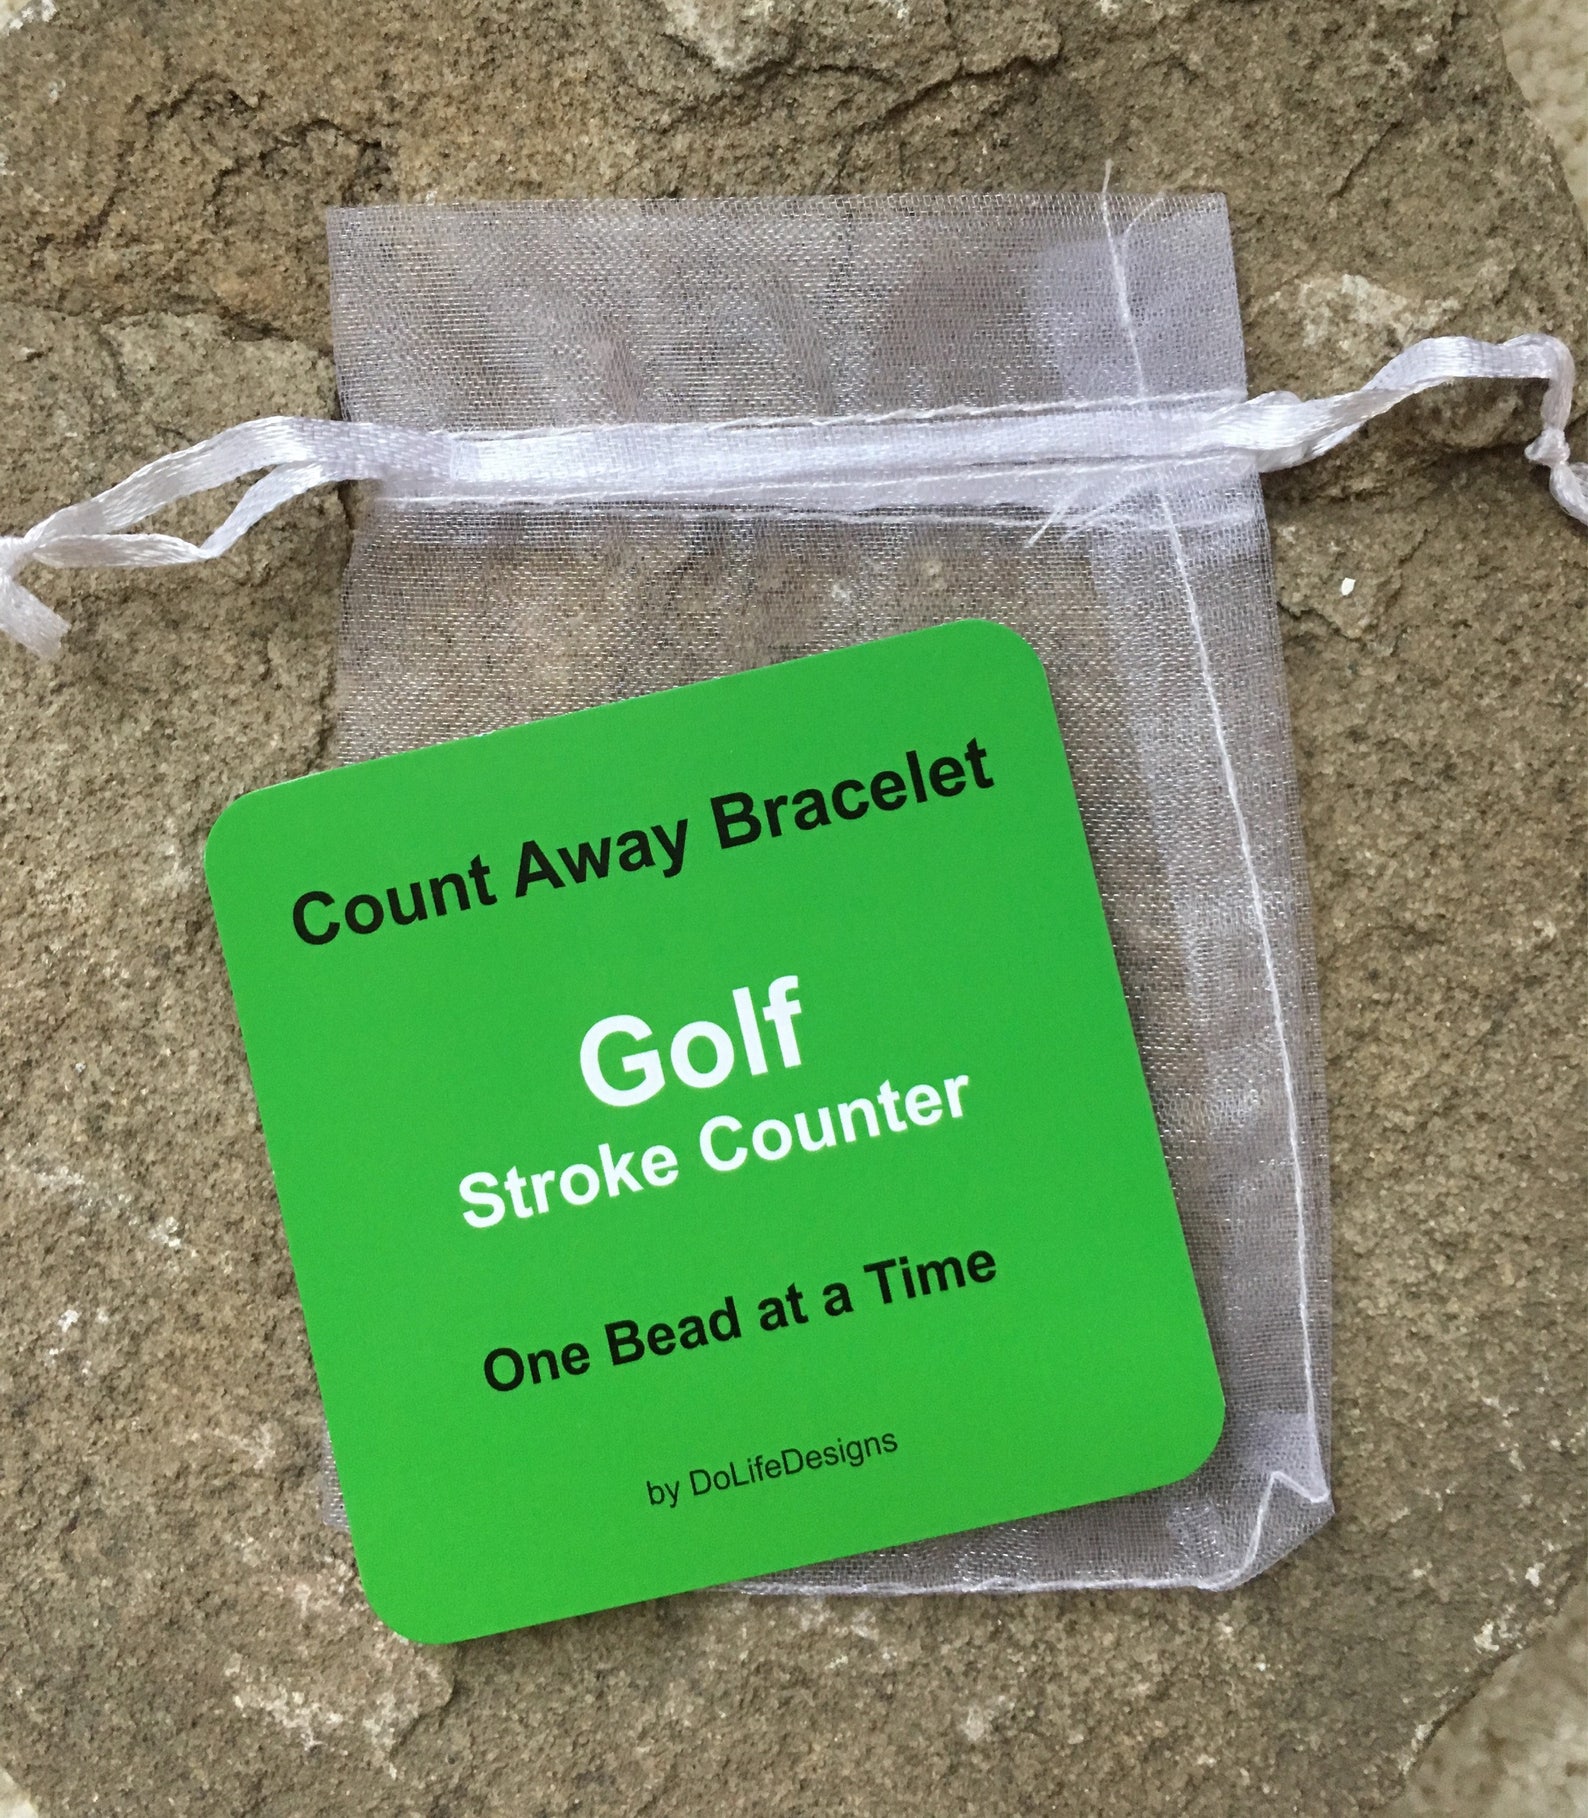 Count Away Bracelet
Golf
Stroke Counter
One Bead at a Time
by DoLifeDesigns